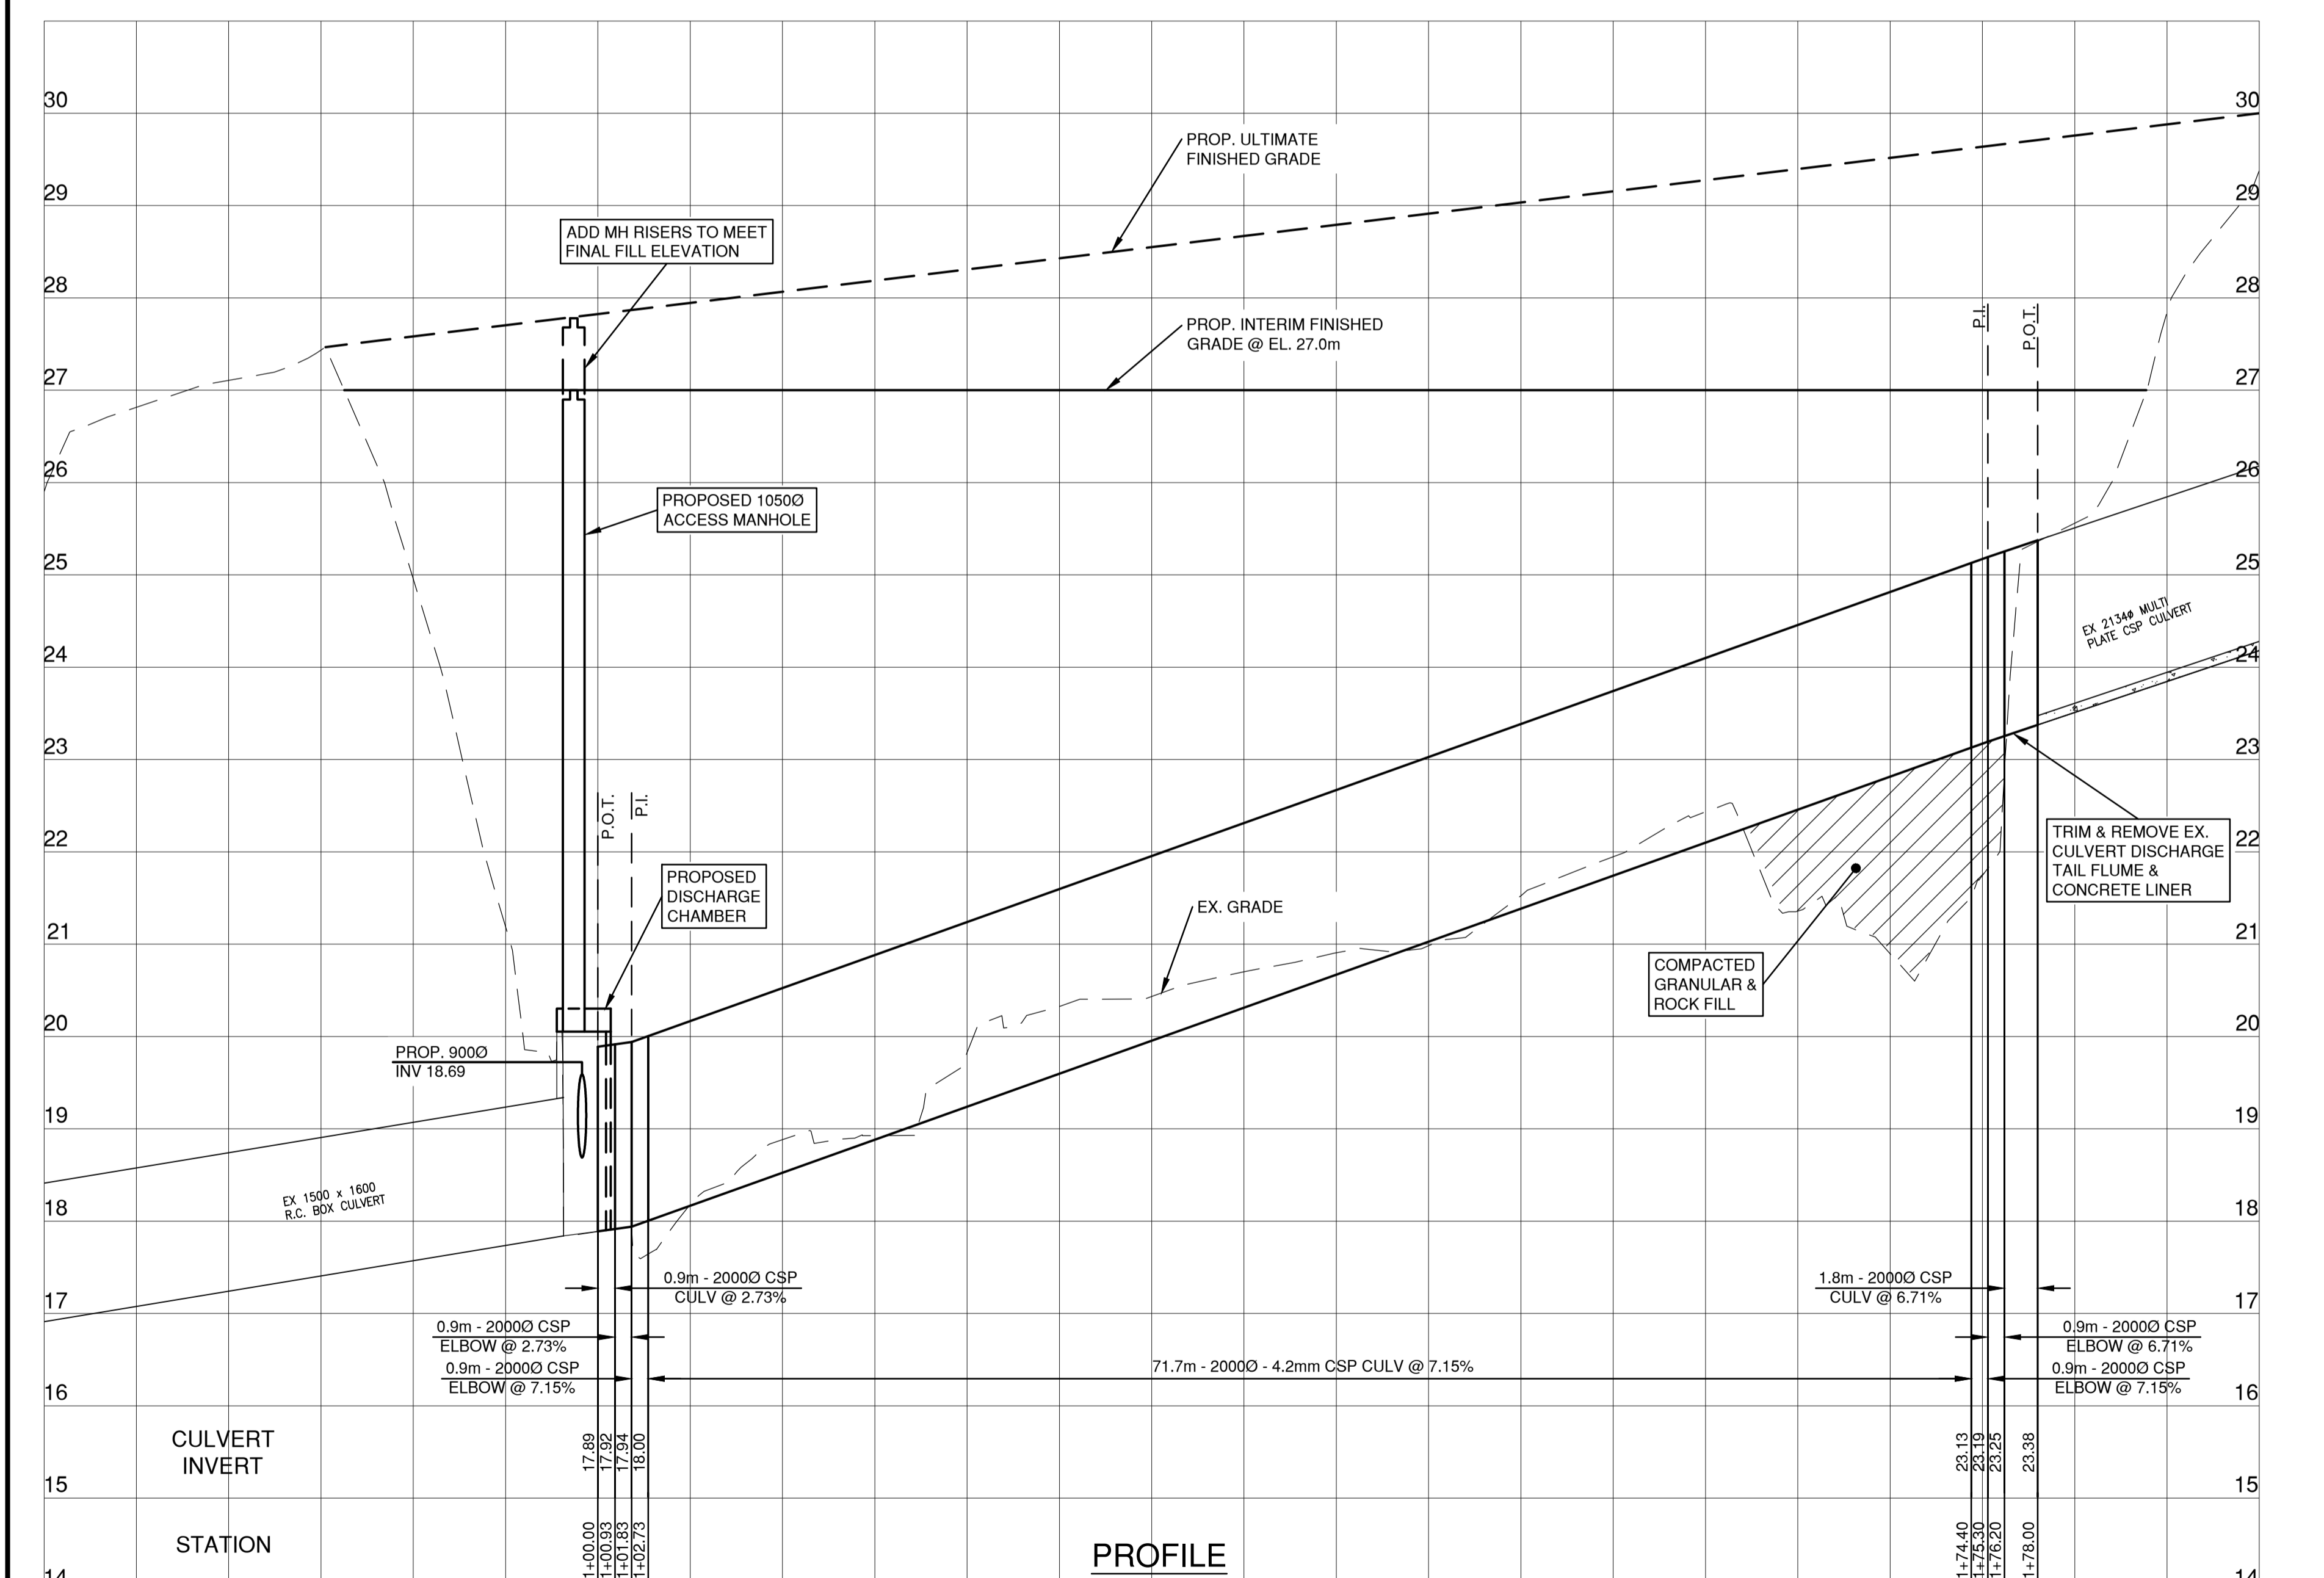 30
30
PROP. ULTIMATE
FINISHED GRADE
29
29
ADD MH RISERS TO MEET
FINAL FILL ELEVATION
28
28
P.I.
P.O.T.
PROP. INTERIM FINISHED
GRADE @ EL. 27.0m
27
27
26
26
PROPOSED 1050Ø
ACCESS MANHOLE
25
25
EX 2134ø MULTI
PLATE CSP CULVERT
24
24
23
23
P.O.T.
P.I.
22
22
TRIM & REMOVE EX.
CULVERT DISCHARGE
TAIL FLUME &
CONCRETE LINER
PROPOSED
DISCHARGE
CHAMBER
EX. GRADE
21
21
COMPACTED
GRANULAR &
ROCK FILL
20
20
PROP. 900Ø
INV 18.69
19
19
EX 1500 x 1600
R.C. BOX CULVERT
18
18
0.9m - 2000Ø CSP
CULV @ 2.73%
1.8m - 2000Ø CSP
CULV @ 6.71%
17
17
0.9m - 2000Ø CSP
ELBOW @ 2.73%
0.9m - 2000Ø CSP
ELBOW @ 6.71%
0.9m - 2000Ø CSP
ELBOW @ 7.15%
71.7m - 2000Ø - 4.2mm CSP CULV @ 7.15%
0.9m - 2000Ø CSP
ELBOW @ 7.15%
16
16
CULVERT
INVERT
17.89
17.92
17.94
18.00
23.13
23.19
23.25
23.38
15
15
STATION
1+00.00
1+00.93
1+01.83
1+02.73
PROFILE
1+74.40
1+75.30
1+76.20
1+78.00
14
14